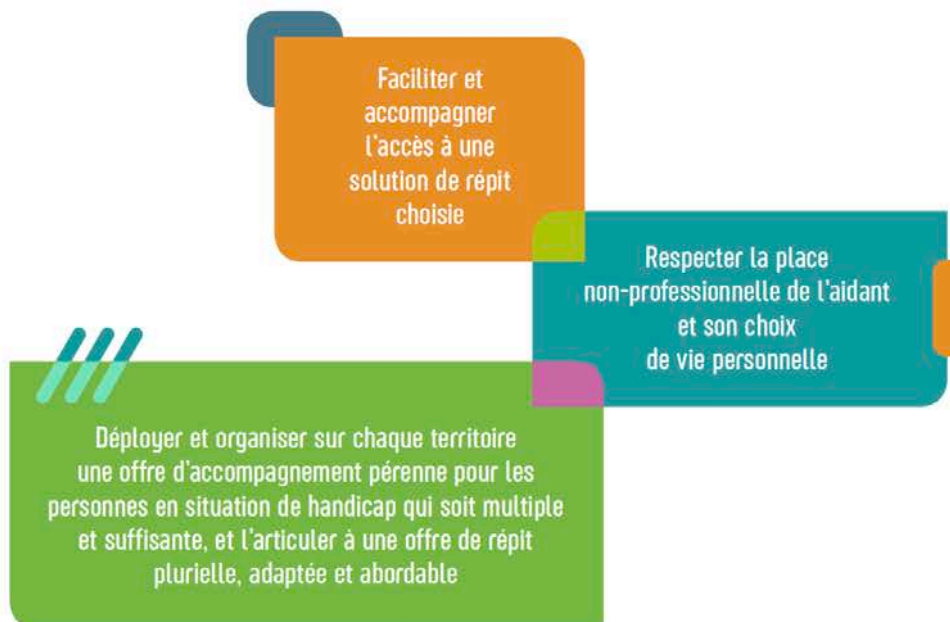 Faciliter et
accompagner
l'accès à une
solution de répit
choisie
Respecter la place
non-professionnelle de l'aidant
et son choix
de vie personnelle
Déployer et organiser sur chaque territoire
une offre d'accompagnement pérenne pour les
personnes en situation de handicap qui soit multiple
et suffisante, et l'articuler à une offre de répit
plurielle, adaptée et abordable